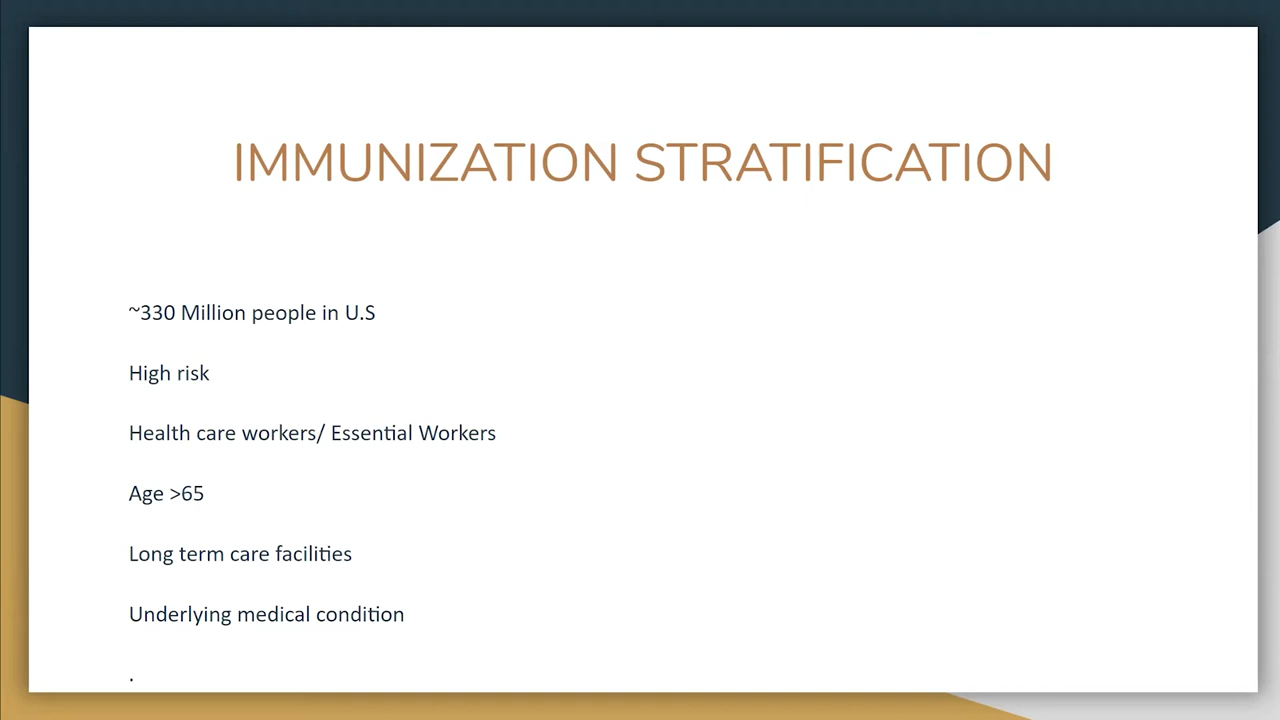 IMMUNIZATION STRATIFICATION
~330 Million people in U.S
High risk
Health care workers/ Essential Workers
Age >65
Long term care facilities
Underlying medical condition
.